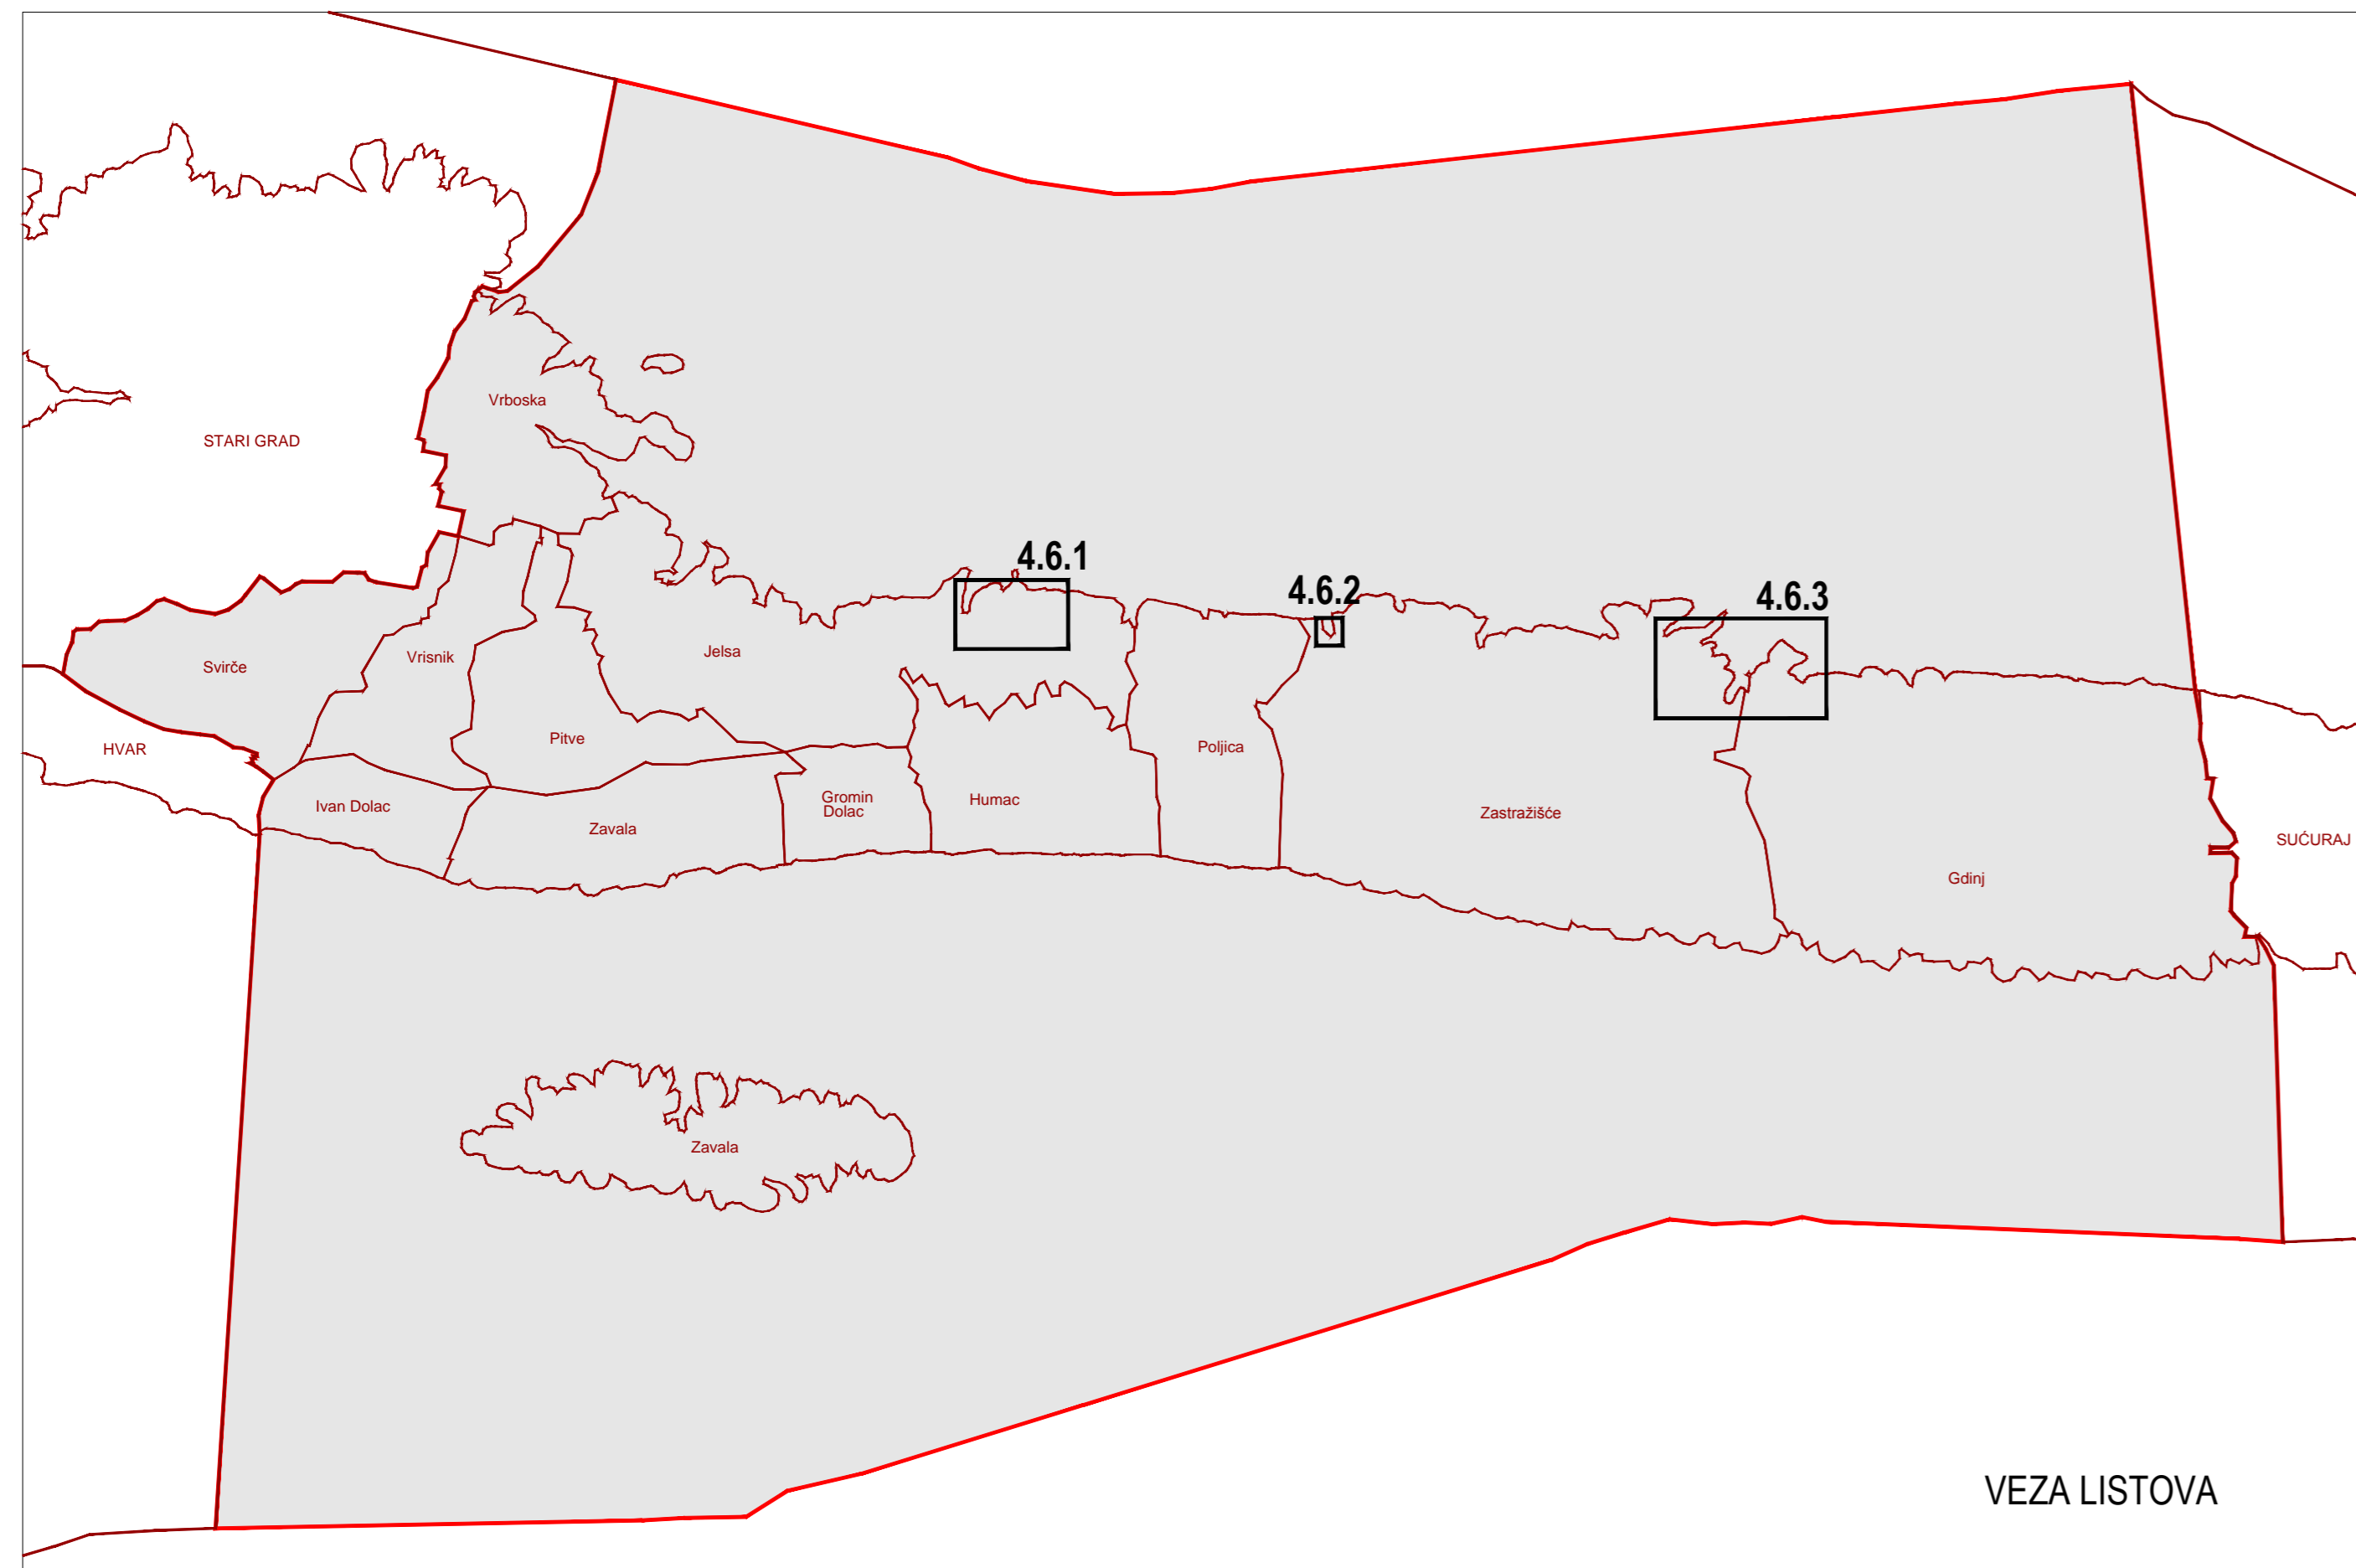 Vrboska
STARI GRAD
4.6.1
4.6.2
4.6.3
Svirče
Vrisnik
Jelsa
HVAR
Pitve
Poljica
Ivan Dolac
Gromin
Dolac
Humac
Zavala
Zastražišće
SUĆURAJ
Gdinj
Zavala
VEZA LISTOVA